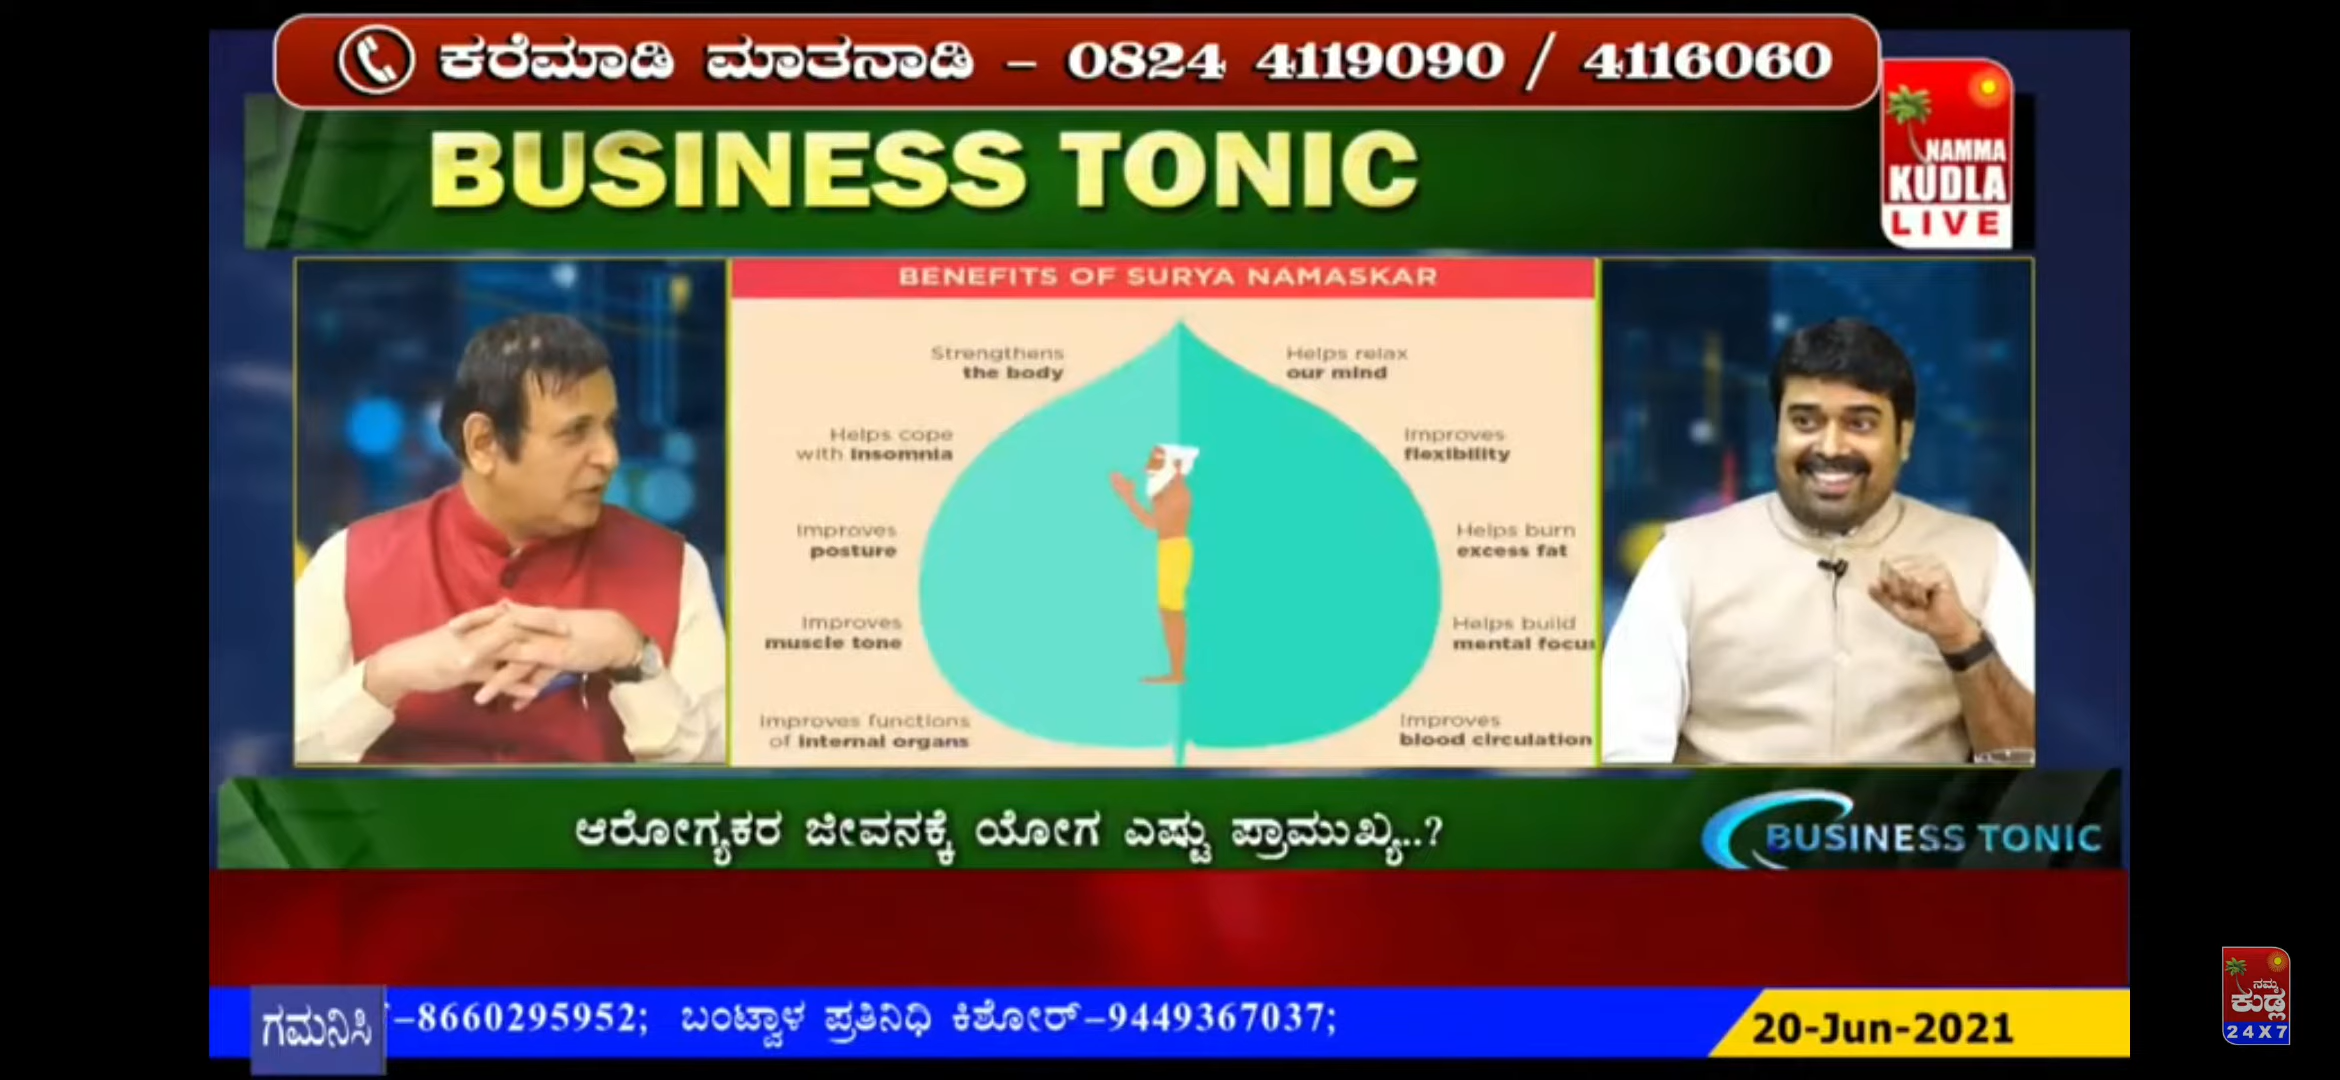 ಕರೆಮಾಡಿ ಮಾತನಾಡಿ – 0824 4119090 / 4116060
BUSINESS TONIC
NAMMA
KUDLA
LIVE
BENEFITS OF SURYA NAMASKAR
Strengthens
the body
Helps relax
our mind
Helps cope
with insomnia
Improves
flexibility
Improves
posture
Helps burn
excess fat
Improves
muscle tone
Helps build
mental focus
Improves functions
of internal organs
Improves
blood circulation
ಆರೋಗ್ಯಕರ ಜೀವನಕ್ಕೆ ಯೋಗ ಎಷ್ಟು ಪ್ರಾಮುಖ್ಯ..?
BUSINESS TONIC
ಗಮನಿಸಿ –8660295952; ಬಂಟ್ವಾಳ ಪ್ರತಿನಿಧಿ ಕಿಶೋರ್–9449367037;
20-Jun-2021
ನಮ್ಮ
ಕುಡ್ಲ
24X7